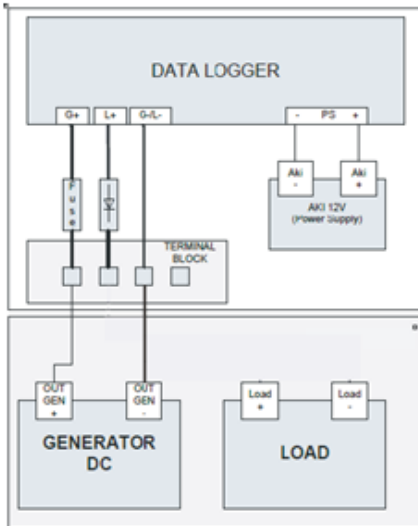 DATA LOGGER
G+ L+ G-/L- - PS +
Fuse
Aki - Aki +
AKI 12V
(Power Supply)
TERMINAL
BLOCK
OUT GEN + OUT GEN - Load + Load -
GENERATOR
DC
LOAD